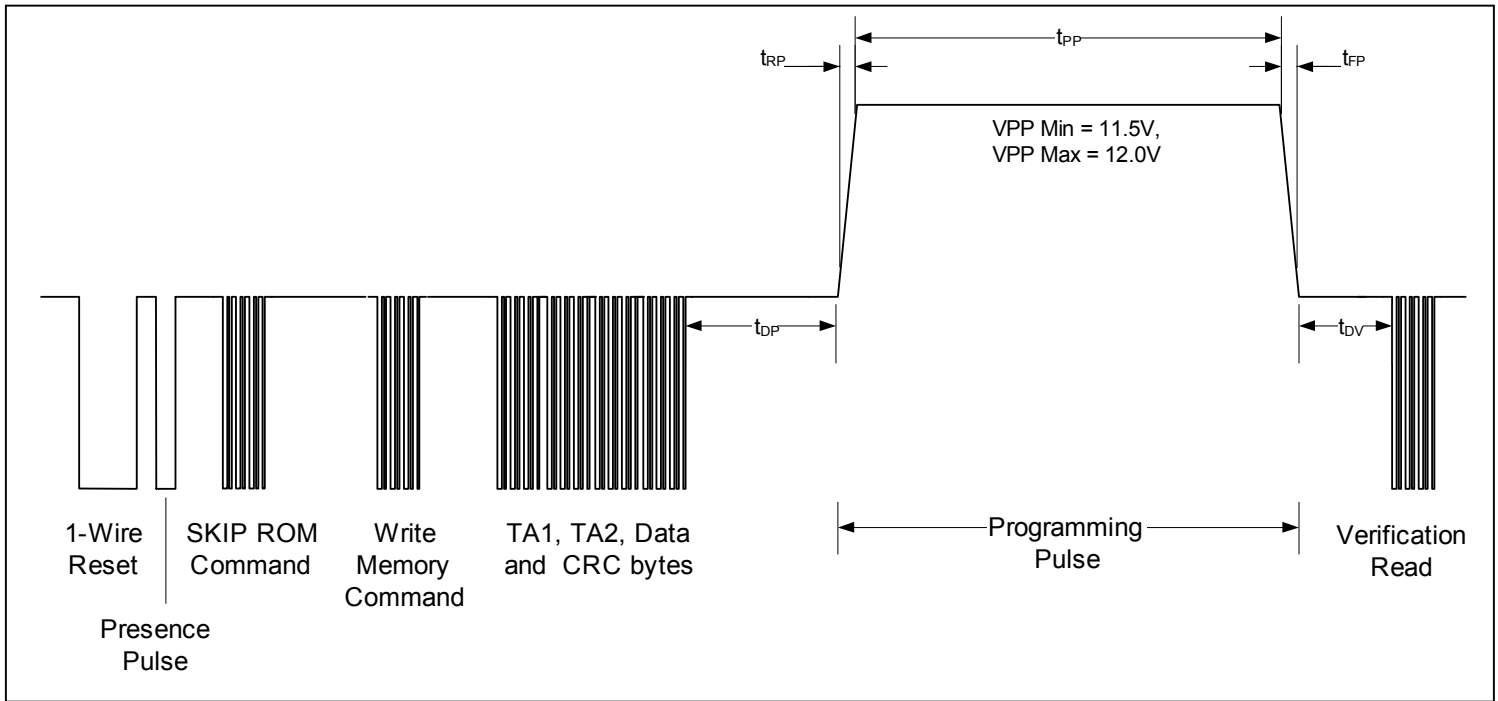 tPP
tRP
tFP
VPP Min = 11.5V,
VPP Max = 12.0V
tDP
tDV
1-Wire
Reset
SKIP ROM
Command
Write
Memory
Command
TA1, TA2, Data
and CRC bytes
Programming
Pulse
Verification
Read
Presence
Pulse